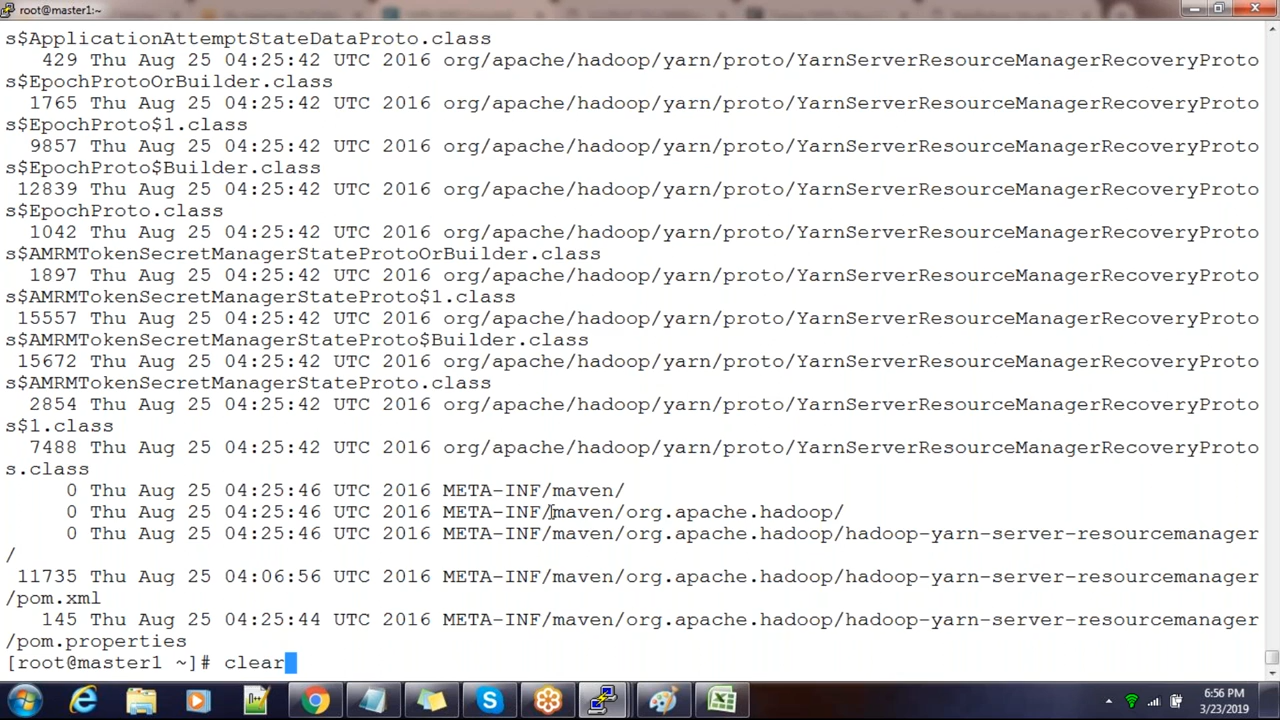 root@master1:~
s$ApplicationAttemptStateDataProto.class
429 Thu Aug 25 04:25:42 UTC 2016 org/apache/hadoop/yarn/proto/YarnServerResourceManagerRecoveryProto
s$EpochProtoOrBuilder.class
1765 Thu Aug 25 04:25:42 UTC 2016 org/apache/hadoop/yarn/proto/YarnServerResourceManagerRecoveryProto
s$EpochProto$1.class
9857 Thu Aug 25 04:25:42 UTC 2016 org/apache/hadoop/yarn/proto/YarnServerResourceManagerRecoveryProto
s$EpochProto$Builder.class
12839 Thu Aug 25 04:25:42 UTC 2016 org/apache/hadoop/yarn/proto/YarnServerResourceManagerRecoveryProto
s$EpochProto.class
1042 Thu Aug 25 04:25:42 UTC 2016 org/apache/hadoop/yarn/proto/YarnServerResourceManagerRecoveryProto
s$AMRMTokenSecretManagerStateProtoOrBuilder.class
1897 Thu Aug 25 04:25:42 UTC 2016 org/apache/hadoop/yarn/proto/YarnServerResourceManagerRecoveryProto
s$AMRMTokenSecretManagerStateProto$1.class
15557 Thu Aug 25 04:25:42 UTC 2016 org/apache/hadoop/yarn/proto/YarnServerResourceManagerRecoveryProto
s$AMRMTokenSecretManagerStateProto$Builder.class
15672 Thu Aug 25 04:25:42 UTC 2016 org/apache/hadoop/yarn/proto/YarnServerResourceManagerRecoveryProto
s$AMRMTokenSecretManagerStateProto.class
2854 Thu Aug 25 04:25:42 UTC 2016 org/apache/hadoop/yarn/proto/YarnServerResourceManagerRecoveryProto
s$1.class
7488 Thu Aug 25 04:25:42 UTC 2016 org/apache/hadoop/yarn/proto/YarnServerResourceManagerRecoveryProto
s.class
0 Thu Aug 25 04:25:46 UTC 2016 META-INF/maven/
0 Thu Aug 25 04:25:46 UTC 2016 META-INF/maven/org.apache.hadoop/
0 Thu Aug 25 04:25:46 UTC 2016 META-INF/maven/org.apache.hadoop/hadoop-yarn-server-resourcemanager
/
11735 Thu Aug 25 04:06:56 UTC 2016 META-INF/maven/org.apache.hadoop/hadoop-yarn-server-resourcemanager
/pom.xml
145 Thu Aug 25 04:25:44 UTC 2016 META-INF/maven/org.apache.hadoop/hadoop-yarn-server-resourcemanager
/pom.properties
[root@master1 ~]# clear
6:56 PM
3/23/2019